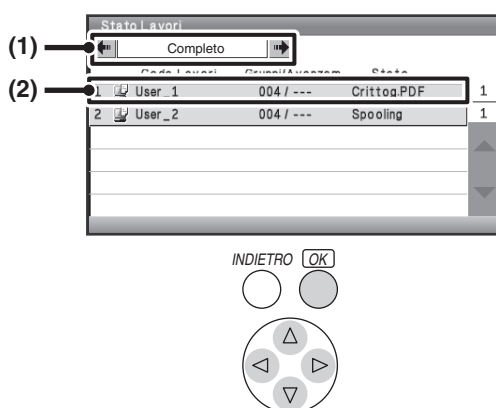 Stato Lavori
(1) Completo
Coda Lavori Gruppi/Avanzam. Stato
(2) 1 User_1 004 / --- Crittog.PDF 1
2 User_2 004 / --- Spooling 1
INDIETRO OK